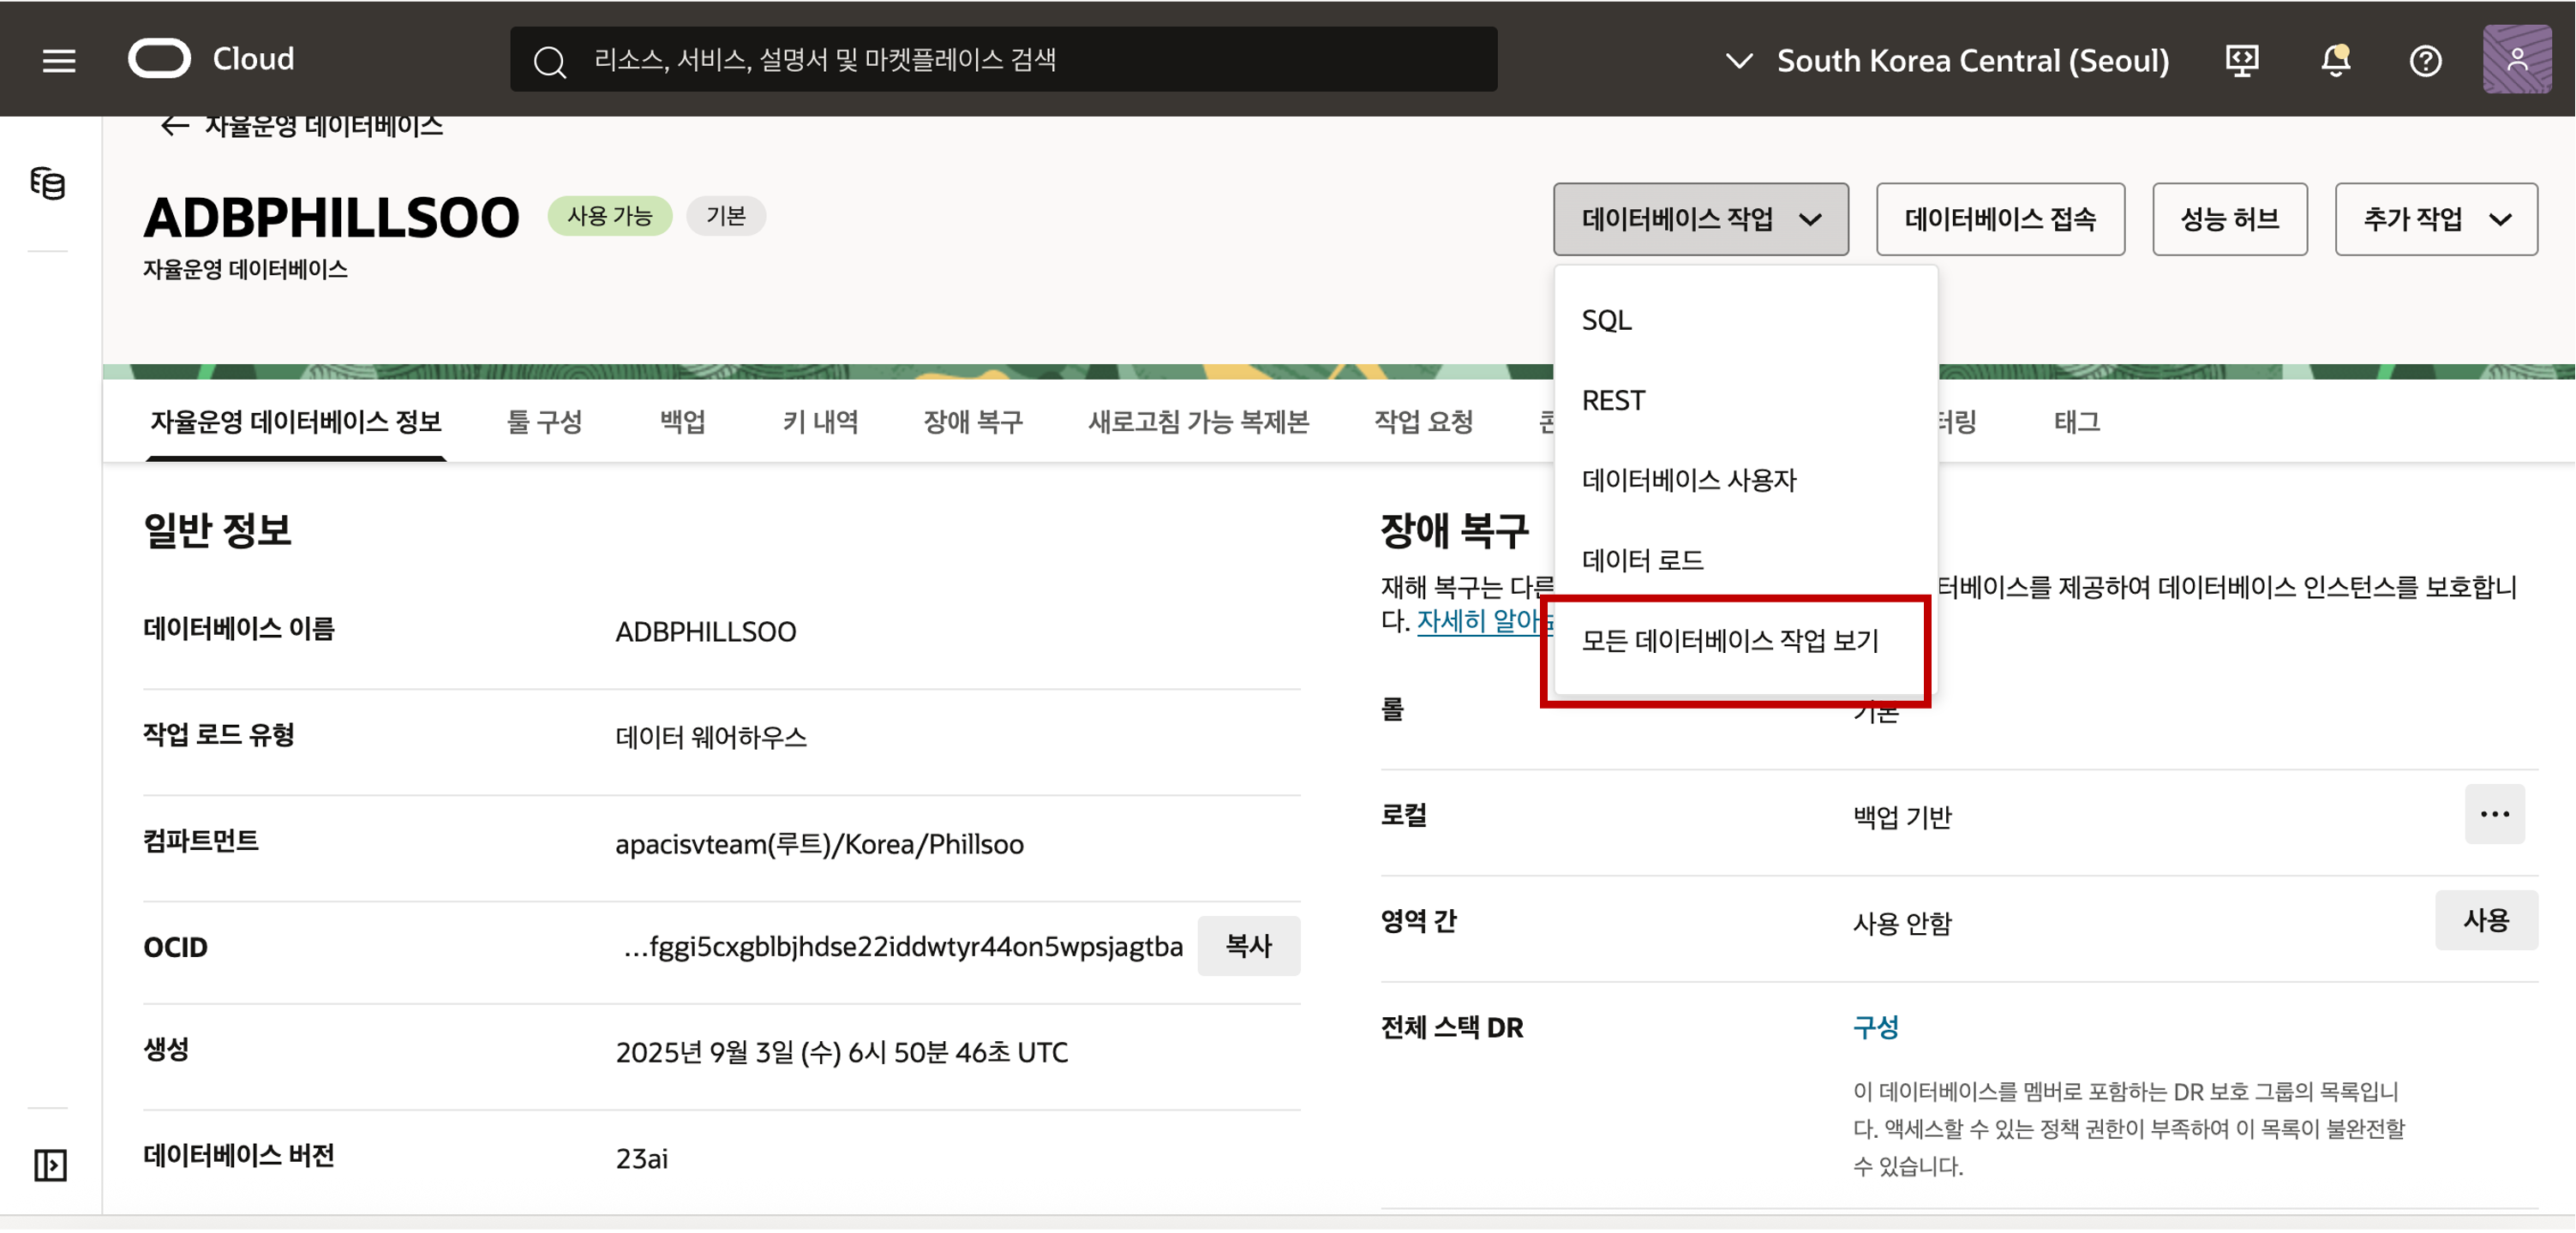 Cloud
리소스, 서비스, 설명서 및 마켓플레이스 검색
South Korea Central (Seoul)
자율운영 데이터베이스
ADBPHILLSOO
사용 가능
기본
자율운영 데이터베이스
데이터베이스 작업
데이터베이스 접속
성능 허브
추가 작업
SQL
REST
데이터베이스 사용자
데이터 로드
모든 데이터베이스 작업 보기
자율운영 데이터베이스 정보
툴 구성
백업
키 내역
장애 복구
새로고침 가능 복제본
작업 요청
태그
일반 정보
데이터베이스 이름
ADBPHILLSOO
작업 로드 유형
데이터 웨어하우스
컴파트먼트
apacisvteam(루트)/Korea/Phillsoo
OCID
...fggi5cxgblbjhdse22iddwtyr44on5wpsjagtba
복사
생성
2025년 9월 3일 (수) 6시 50분 46초 UTC
데이터베이스 버전
23ai
장애 복구
재해 복구는 다른 터베이스를 제공하여 데이터베이스 인스턴스를 보호합니
다. 자세히 알아
롤
기본
로컬
백업 기반
영역 간
사용 안함
사용
전체 스택 DR
구성
이 데이터베이스를 멤버로 포함하는 DR 보호 그룹의 목록입니
다. 액세스할 수 있는 정책 권한이 부족하여 이 목록이 불완전할
수 있습니다.